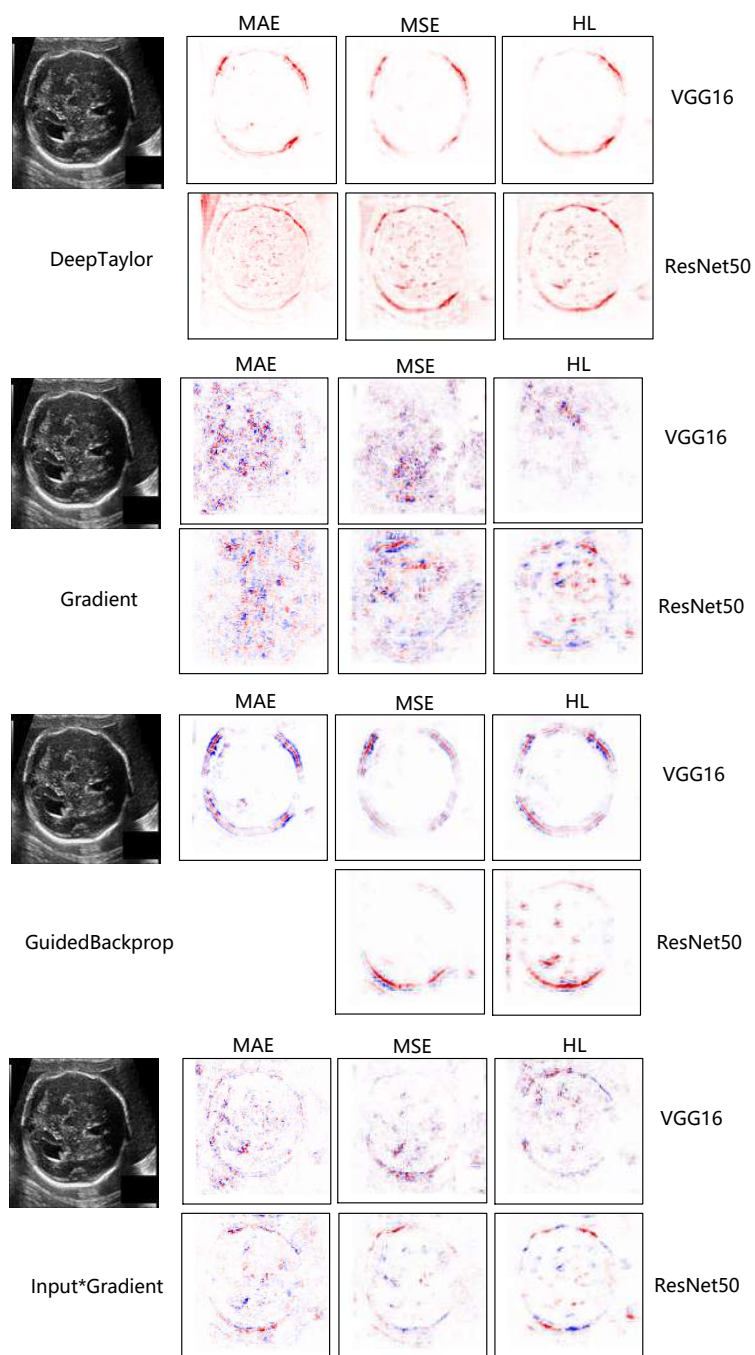 MAE MSE HL
VGG16
DeepTaylor
ResNet50
MAE MSE HL
VGG16
Gradient
ResNet50
MAE MSE HL
VGG16
GuidedBackprop
ResNet50
MAE MSE HL
VGG16
Input*Gradient
ResNet50